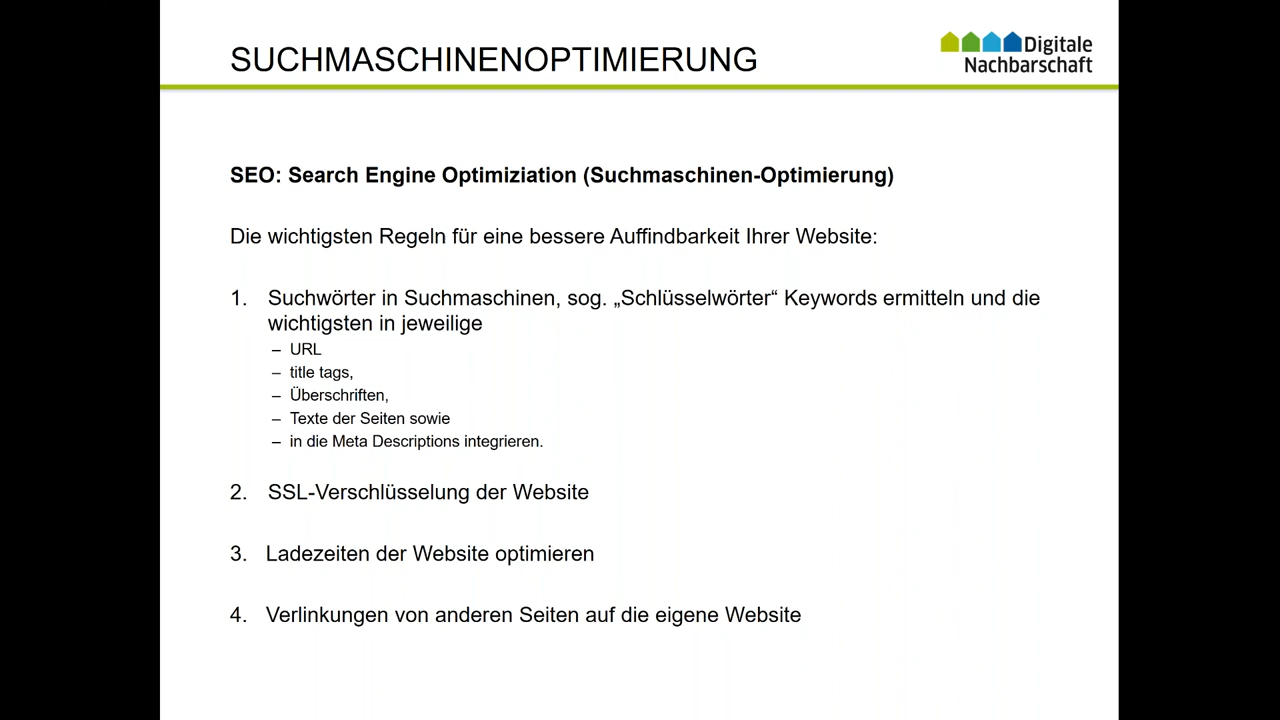 SUCHMASCHINENOPTIMIERUNG
Digitale
Nachbarschaft
SEO: Search Engine Optimiziation (Suchmaschinen-Optimierung)
Die wichtigsten Regeln für eine bessere Auffindbarkeit Ihrer Website:
1. Suchwörter in Suchmaschinen, sog. „Schlüsselwörter“ Keywords ermitteln und die
wichtigsten in jeweilige
– URL
– title tags,
– Überschriften,
– Texte der Seiten sowie
– in die Meta Descriptions integrieren.
2. SSL-Verschlüsselung der Website
3. Ladezeiten der Website optimieren
4. Verlinkungen von anderen Seiten auf die eigene Website